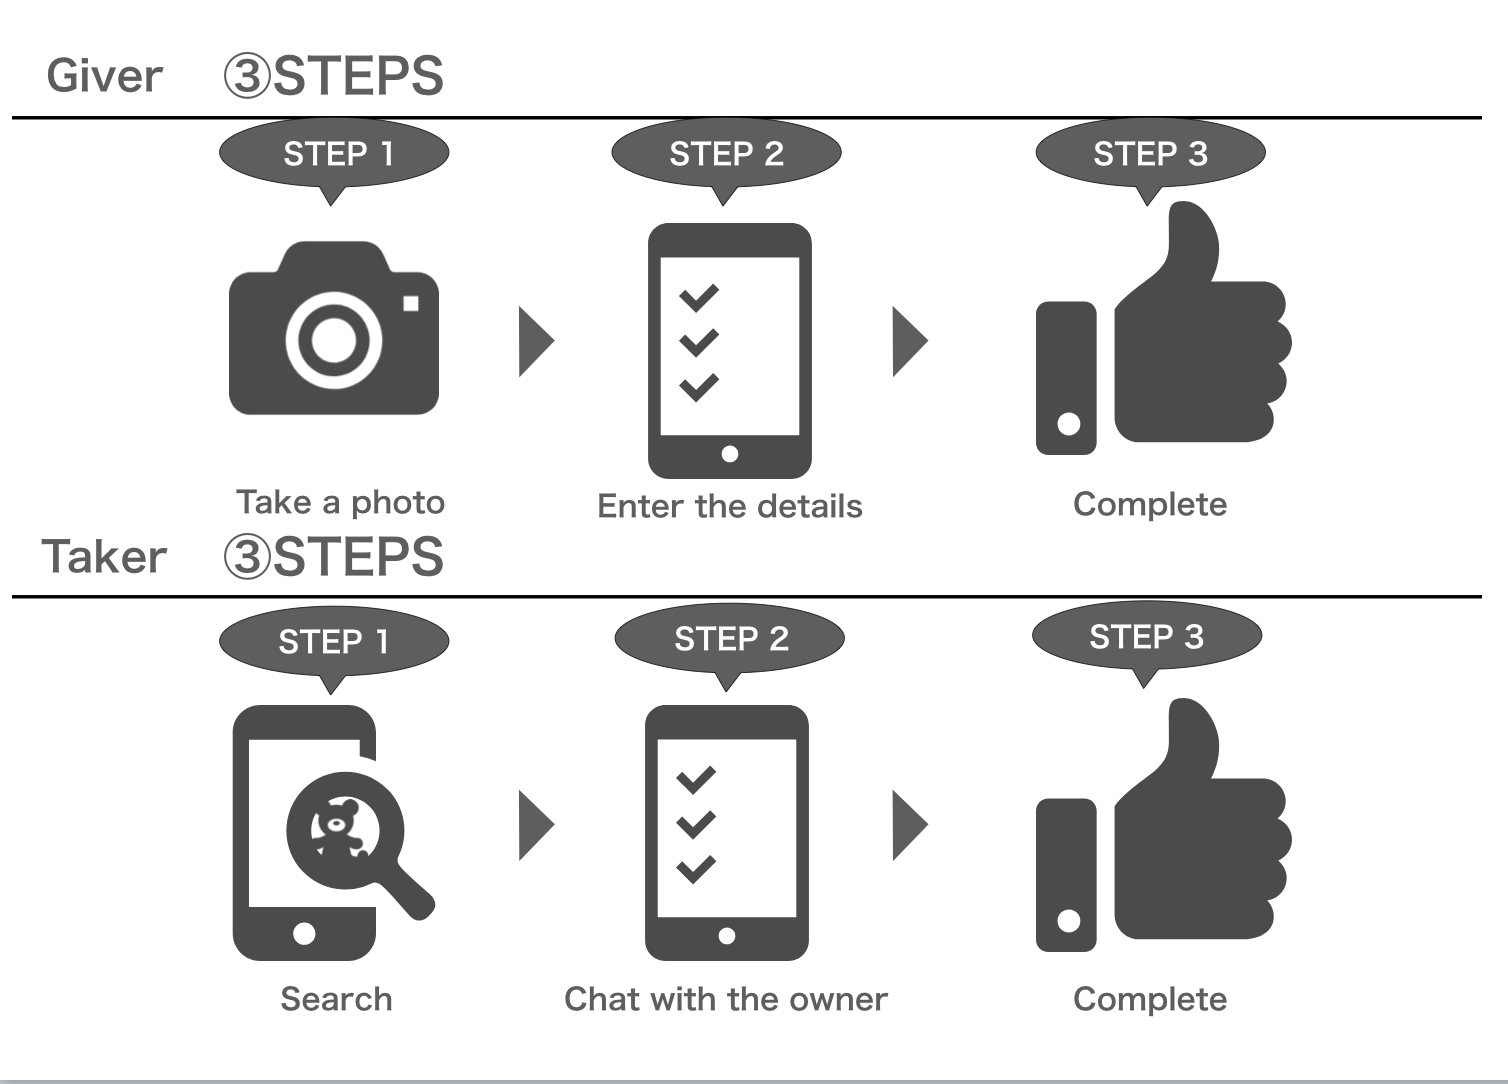 Giver ③STEPS
STEP 1 STEP 2 STEP 3
Take a photo Enter the details Complete
Taker ③STEPS
STEP 1 STEP 2 STEP 3
Search Chat with the owner Complete